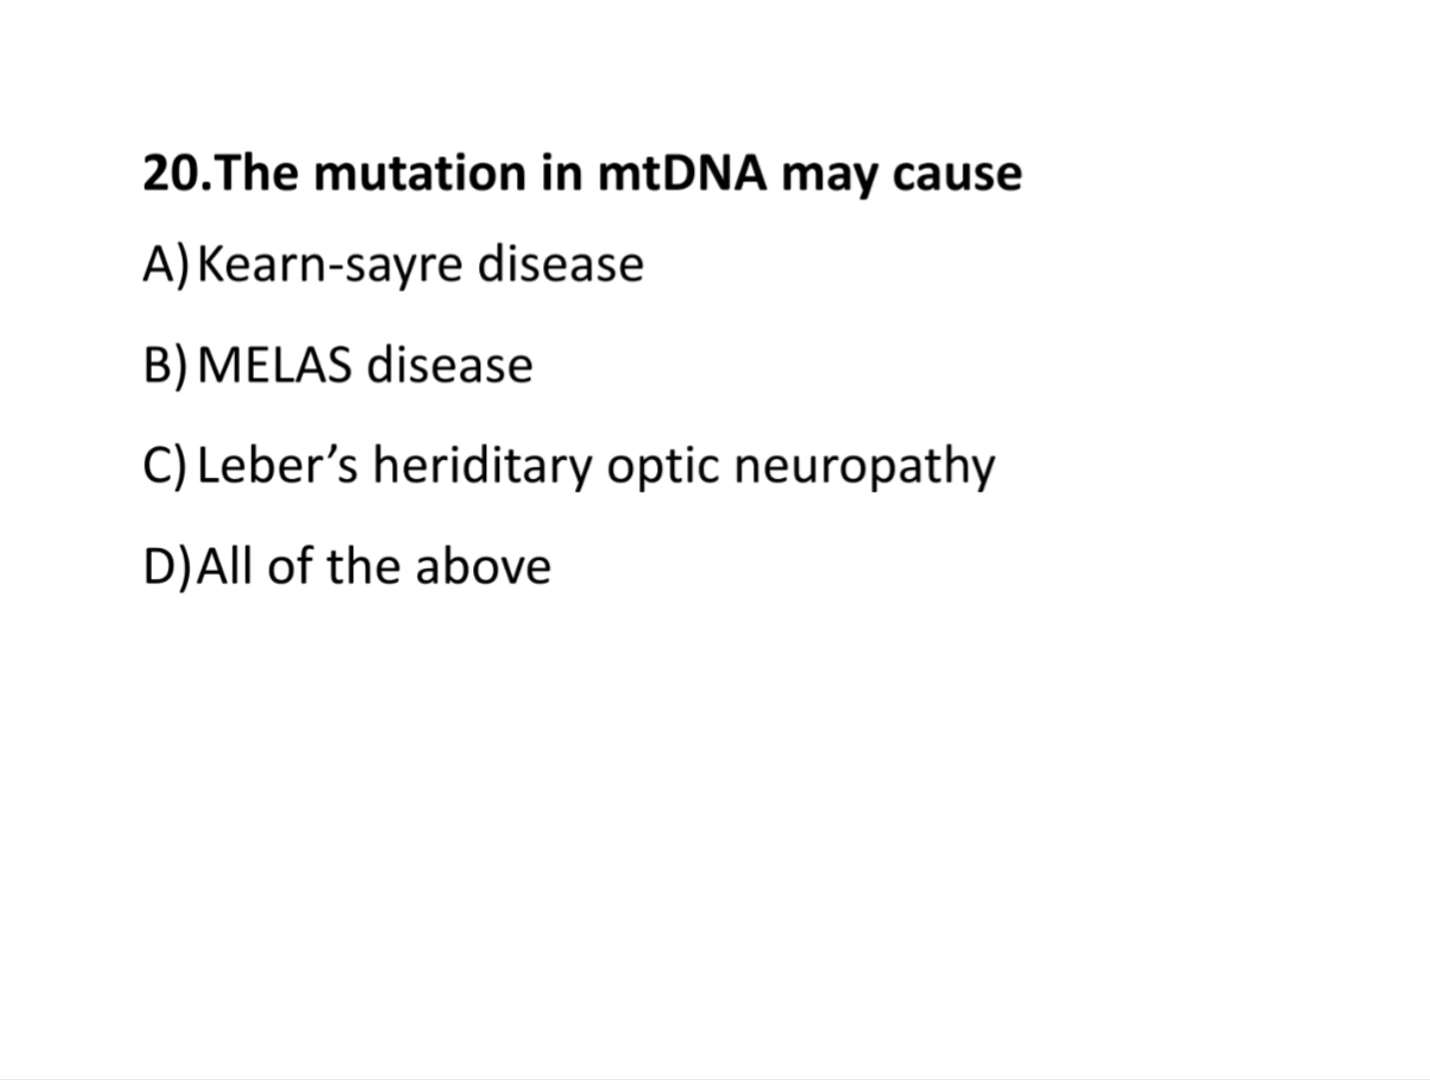 20.The mutation in mtDNA may cause
A) Kearn-sayre disease
B) MELAS disease
C) Leber’s heriditary optic neuropathy
D) All of the above